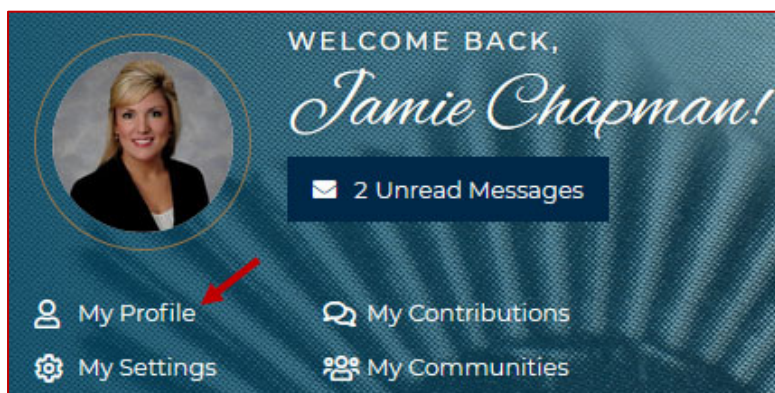 WELCOME BACK,
Jamie Chapman!
2 Unread Messages
My Profile
My Contributions
My Settings
My Communities